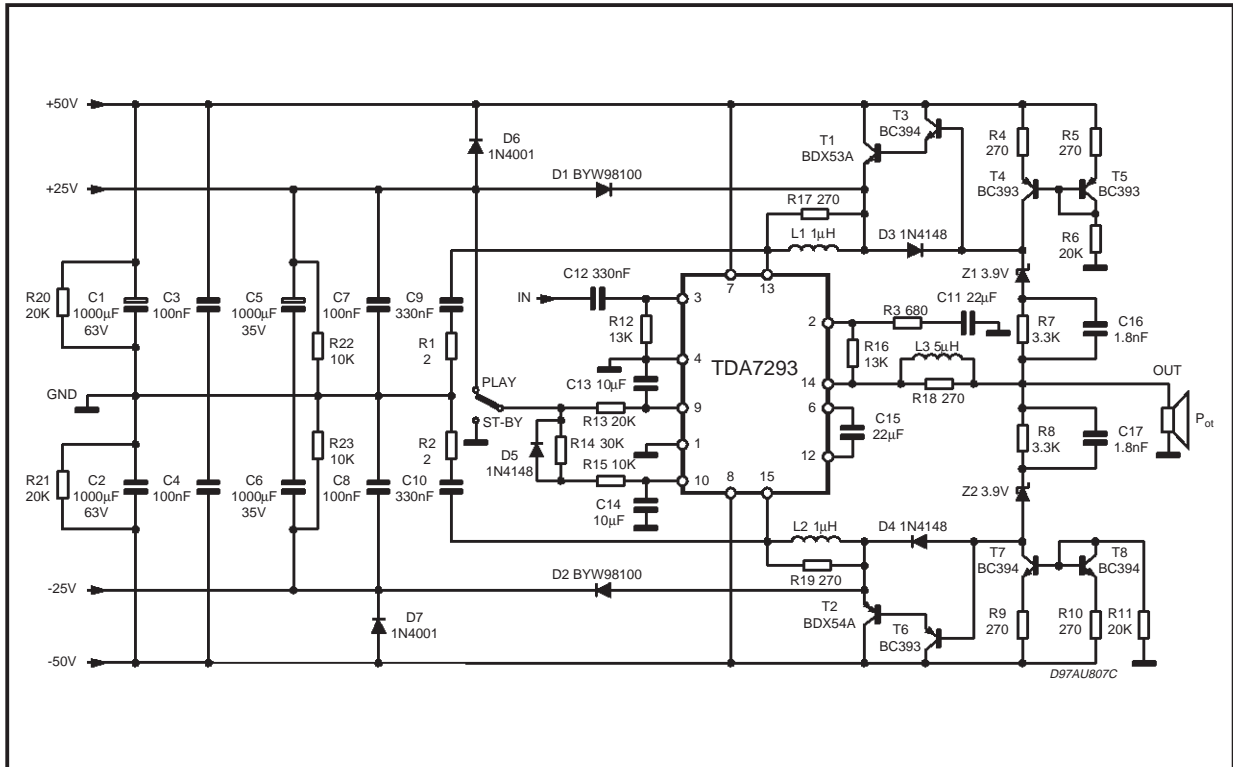 +50V
+25V
GND
-25V
-50V
R20
20K
C1
1000µF
63V
C3
100nF
C5
1000µF
35V
R22
10K
C7
100nF
C9
330nF
R1
2
R21
20K
C2
1000µF
63V
C4
100nF
C6
1000µF
35V
R23
10K
C8
100nF
C10
330nF
R2
2
D6
1N4001
D1 BYW98100
D2 BYW98100
D7
1N4001
PLAY
ST-BY
IN
C12 330nF
R12
13K
C13 10µF
R13 20K
R14 30K
D5
1N4148
R15 10K
C14
10µF
TDA7293
3
4
9
1
10
7
13
2
14
6
12
8
15
T1
BDX53A
T3
BC394
R17 270
L1 1µH
D3 1N4148
R4
270
R5
270
T4
BC393
T5
BC393
R6
20K
Z1 3.9V
R3 680
C11 22µF
R16
13K
L3 5µH
R18 270
R7
3.3K
C16
1.8nF
C15
22µF
OUT
Pot
R8
3.3K
C17
1.8nF
Z2 3.9V
L2 1µH
D4 1N4148
R19 270
T2
BDX54A
T6
BC393
T7
BC394
T8
BC394
R9
270
R10
270
R11
20K
D97AU807C